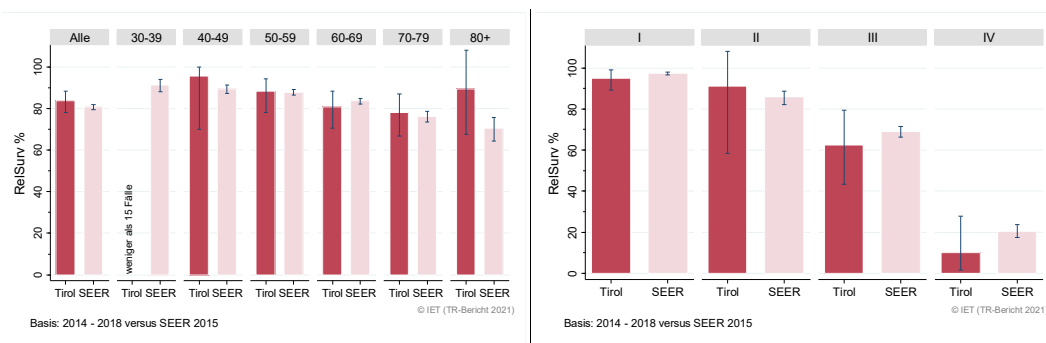 Alle 30-39 40-49 50-59 60-69 70-79 80+
RelSurv %
100
80
60
40
20
0
weniger als 15 Fälle
Tirol SEER Tirol SEER Tirol SEER Tirol SEER Tirol SEER Tirol SEER Tirol SEER
© IET (TR-Bericht 2021)
Basis: 2014 - 2018 versus SEER 2015
I II III IV
RelSurv %
100
80
60
40
20
0
Tirol SEER Tirol SEER Tirol SEER Tirol SEER
© IET (TR-Bericht 2021
Basis: 2014 - 2018 versus SEER 2015